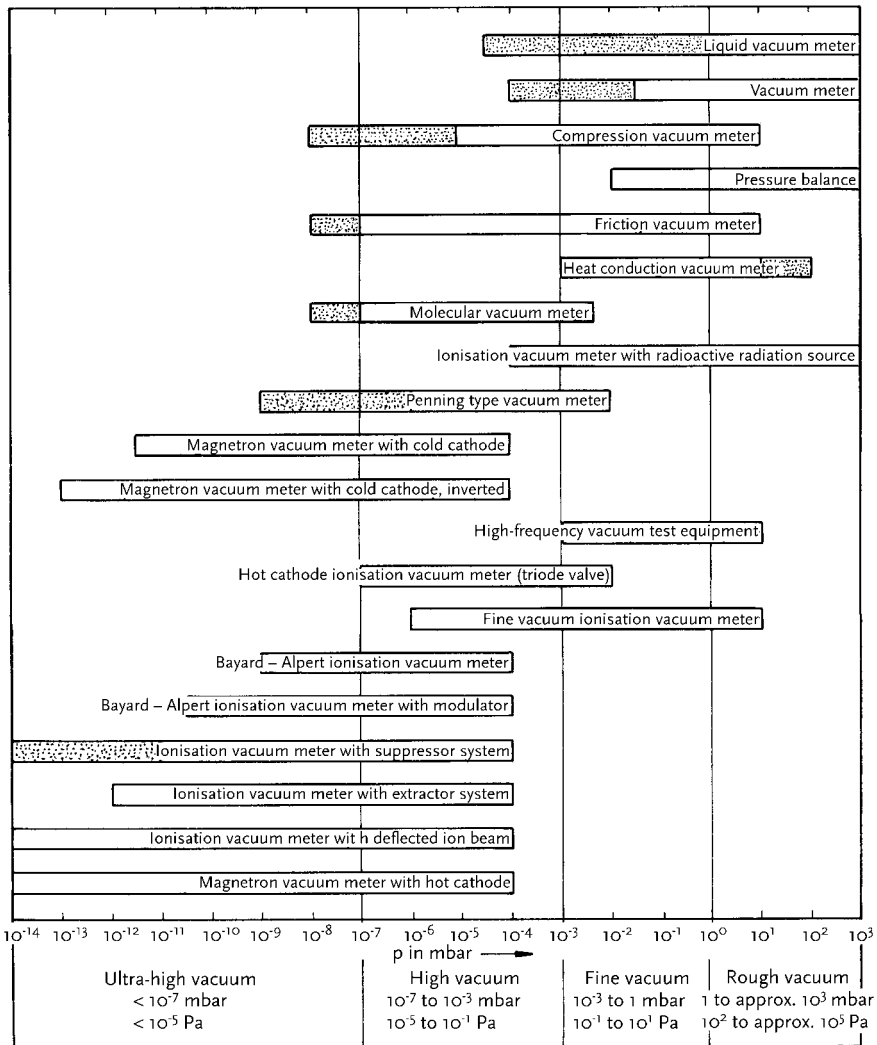 Liquid vacuum meter
Vacuum meter
Compression vacuum meter
Pressure balance
Friction vacuum meter
Heat conduction vacuum meter
Molecular vacuum meter
Ionisation vacuum meter with radioactive radiation source
Penning type vacuum meter
Magnetron vacuum meter with cold cathode
Magnetron vacuum meter with cold cathode, inverted
High-frequency vacuum test equipment
Hot cathode ionisation vacuum meter (triode valve)
Fine vacuum ionisation vacuum meter
Bayard – Alpert ionisation vacuum meter
Bayard – Alpert ionisation vacuum meter with modulator
Ionisation vacuum meter with suppressor system
Ionisation vacuum meter with extractor system
Ionisation vacuum meter with deflected ion beam
Magnetron vacuum meter with hot cathode
10⁻¹⁴ 10⁻¹³ 10⁻¹² 10⁻¹¹ 10⁻¹⁰ 10⁻⁹ 10⁻⁸ 10⁻⁷ 10⁻⁶ 10⁻⁵ 10⁻⁴ 10⁻³ 10⁻² 10⁻¹ 10⁰ 10¹ 10² 10³
p in mbar
Ultra-high vacuum
< 10⁻⁷ mbar
< 10⁻⁵ Pa
High vacuum
10⁻⁷ to 10⁻³ mbar
10⁻⁵ to 10⁻¹ Pa
Fine vacuum
10⁻³ to 1 mbar
10⁻¹ to 10¹ Pa
Rough vacuum
1 to approx. 10³ mbar
10² to approx. 10⁵ Pa